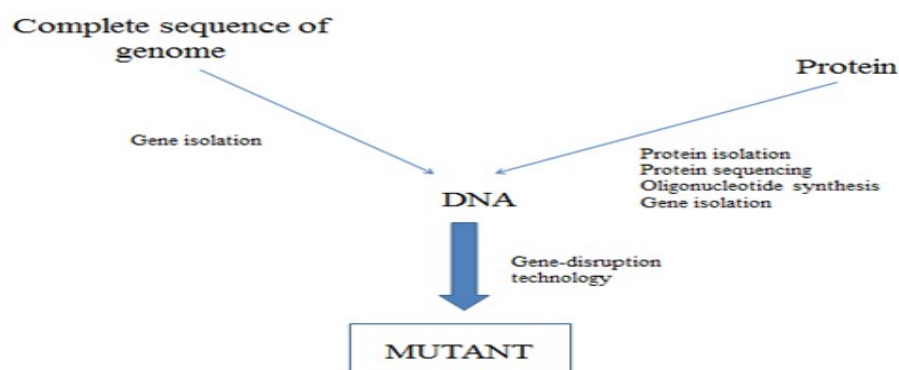 Complete sequence of
genome
Protein
Gene isolation
Protein isolation
Protein sequencing
Oligonucleotide synthesis
Gene isolation
DNA
Gene-disruption
technology
MUTANT